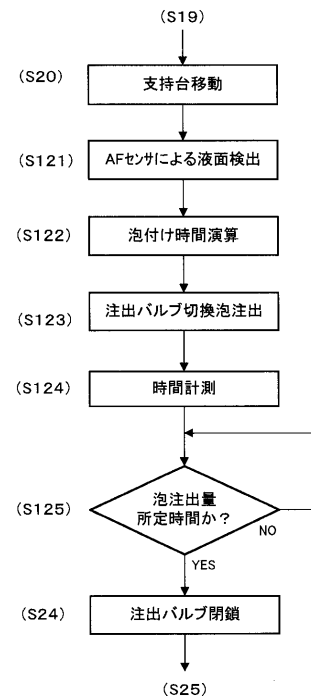 (S19)
(S20)
支持台移動
(S121)
AFセンサによる液面検出
(S122)
泡付け時間演算
(S123)
注出バルブ切換泡注出
(S124)
時間計測
(S125)
泡注出量
所定時間か?
NO
YES
(S24)
注出バルブ閉鎖
(S25)